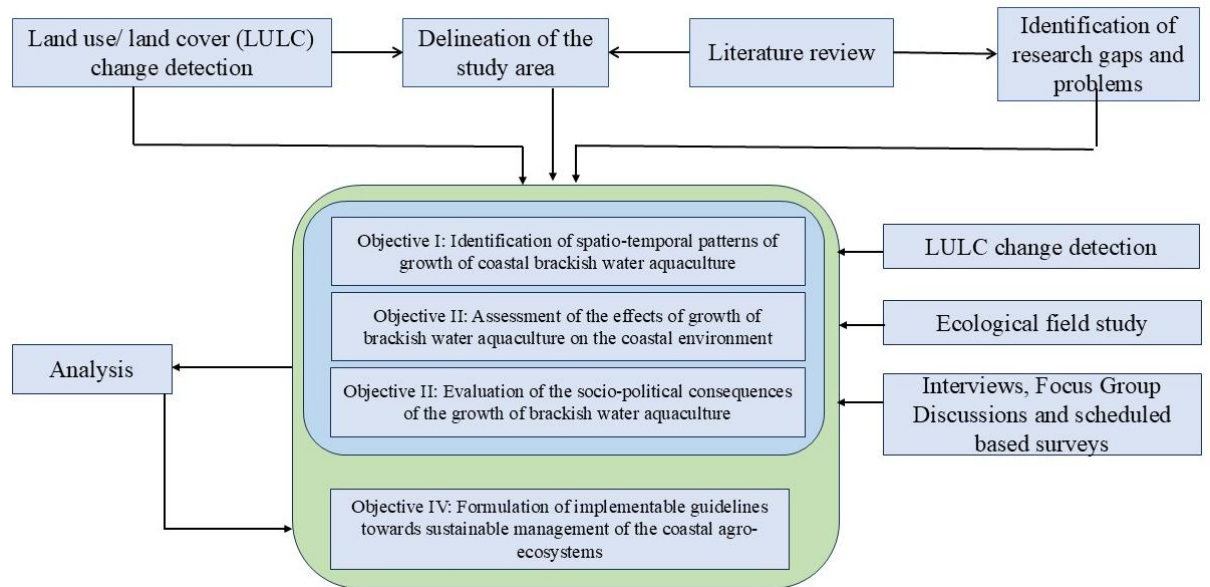 Land use/ land cover (LULC)
change detection
Delineation of the
study area
Literature review
Identification of
research gaps and
problems
Objective I: Identification of spatio-temporal patterns of
growth of coastal brackish water aquaculture
LULC change detection
Objective II: Assessment of the effects of growth of
brackish water aquaculture on the coastal environment
Ecological field study
Analysis
Objective II: Evaluation of the socio-political consequences
of the growth of brackish water aquaculture
Interviews, Focus Group
Discussions and scheduled
based surveys
Objective IV: Formulation of implementable guidelines
towards sustainable management of the coastal agro-
ecosystems